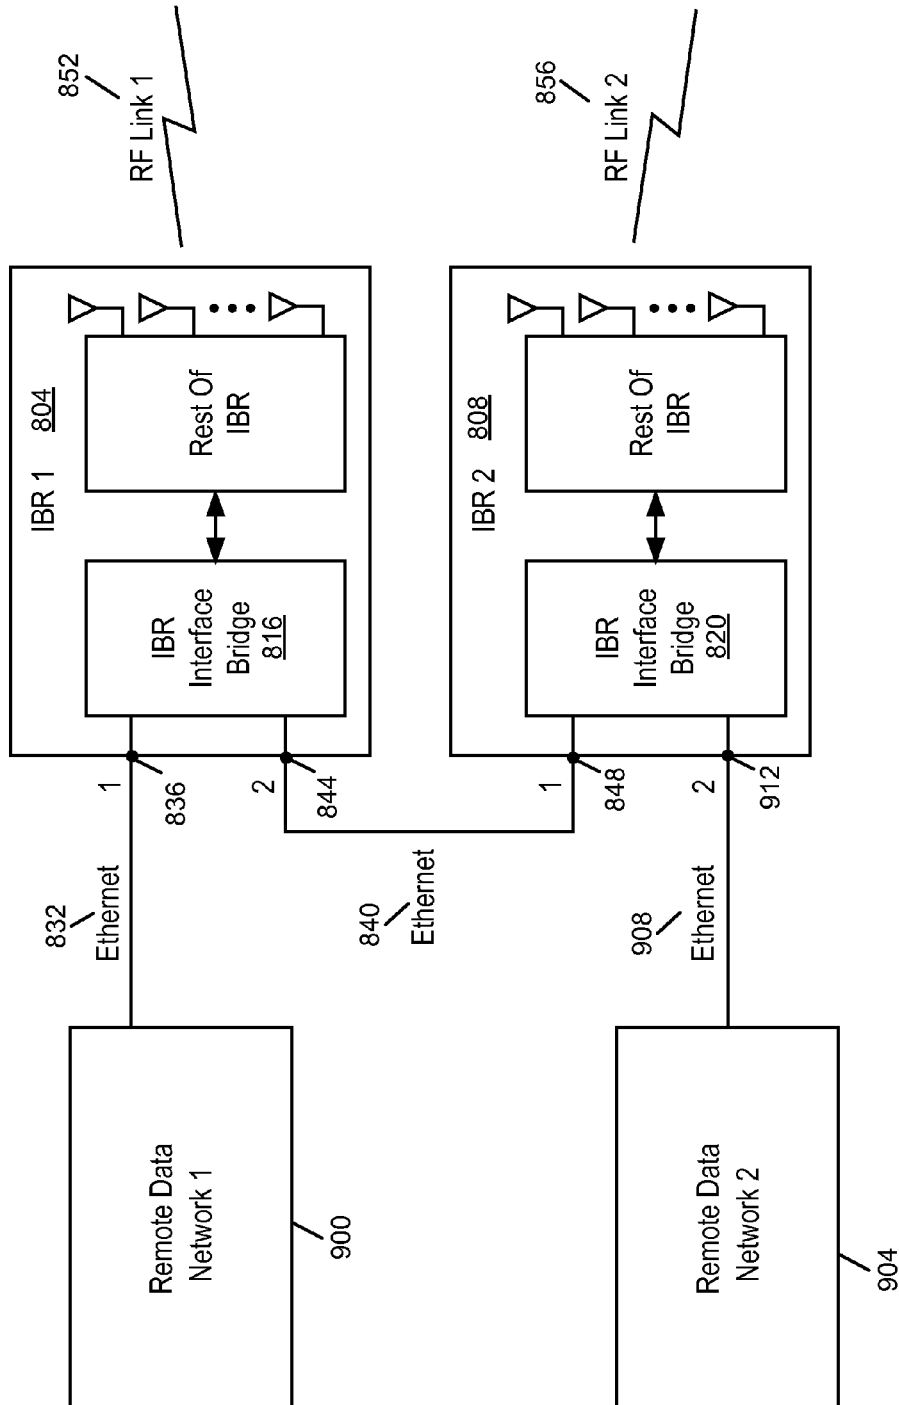 852
RF Link 1
856
RF Link 2
IBR 1
804
Rest Of
IBR
IBR
Interface
Bridge
816
IBR 2
808
Rest Of
IBR
IBR
Interface
Bridge
820
1
836
2
844
1
848
2
912
832
Ethernet
840
Ethernet
908
Ethernet
Remote Data
Network 1
900
Remote Data
Network 2
904